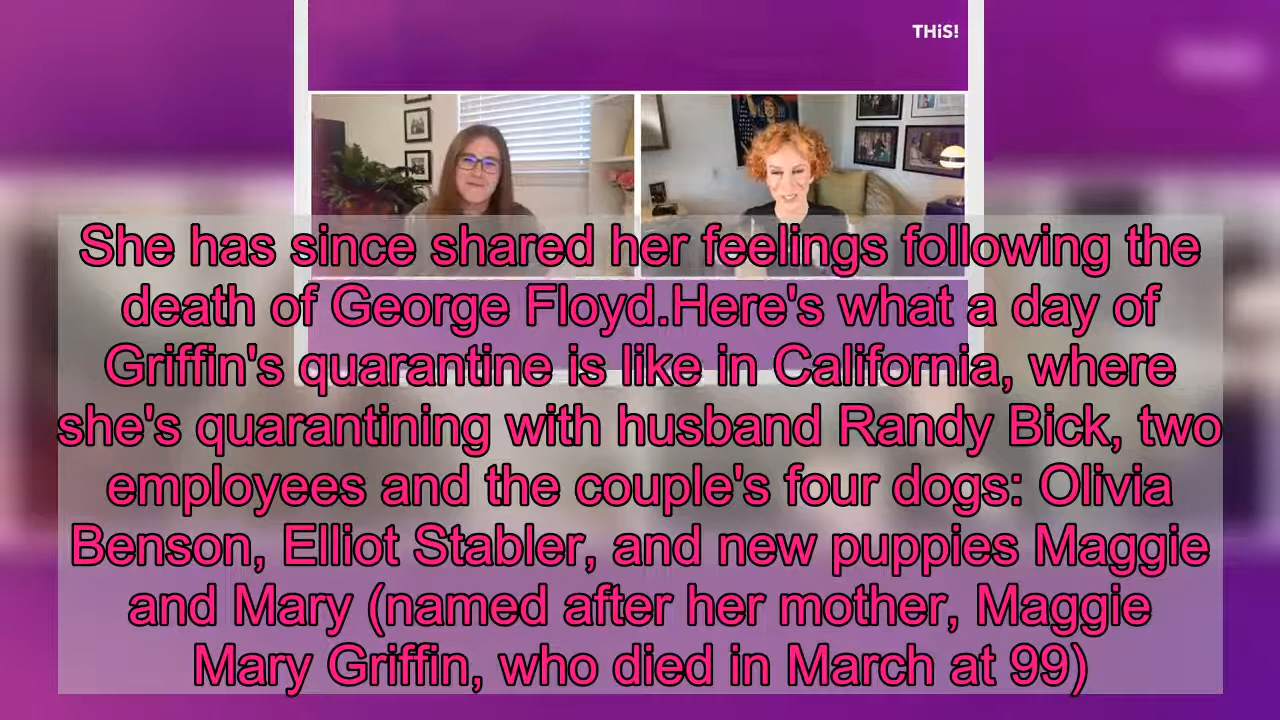 THiS!
She has since shared her feelings following the
death of George Floyd.Here's what a day of
Griffin's quarantine is like in California, where
she's quarantining with husband Randy Bick, two
employees and the couple's four dogs: Olivia
Benson, Elliot Stabler, and new puppies Maggie
and Mary (named after her mother, Maggie
Mary Griffin, who died in March at 99)